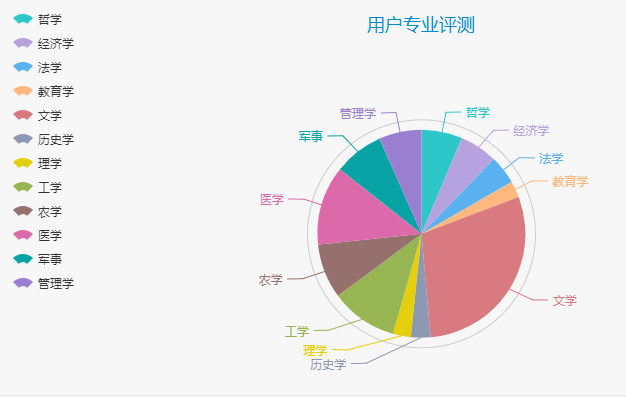 用户专业评测
哲学
经济学
法学
教育学
文学
历史学
理学
工学
农学
医学
军事
管理学
管理学
哲学
军事
经济学
法学
教育学
医学
农学
文学
工学
理学
历史学